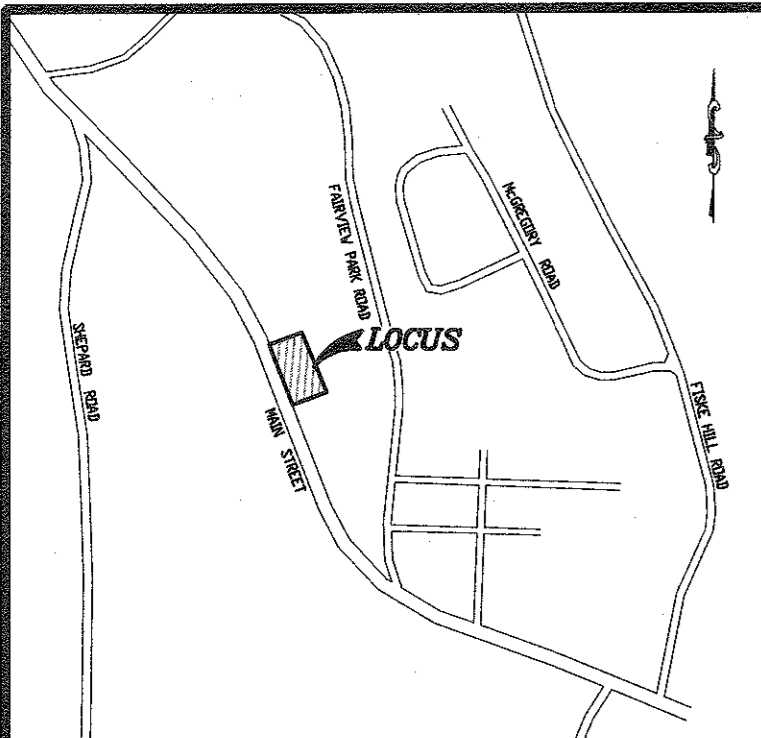 FAIRVIEW PARK ROAD
McGREGORY ROAD
LOCUS
SHEPARD ROAD
MAIN STREET
FISKE HILL ROAD